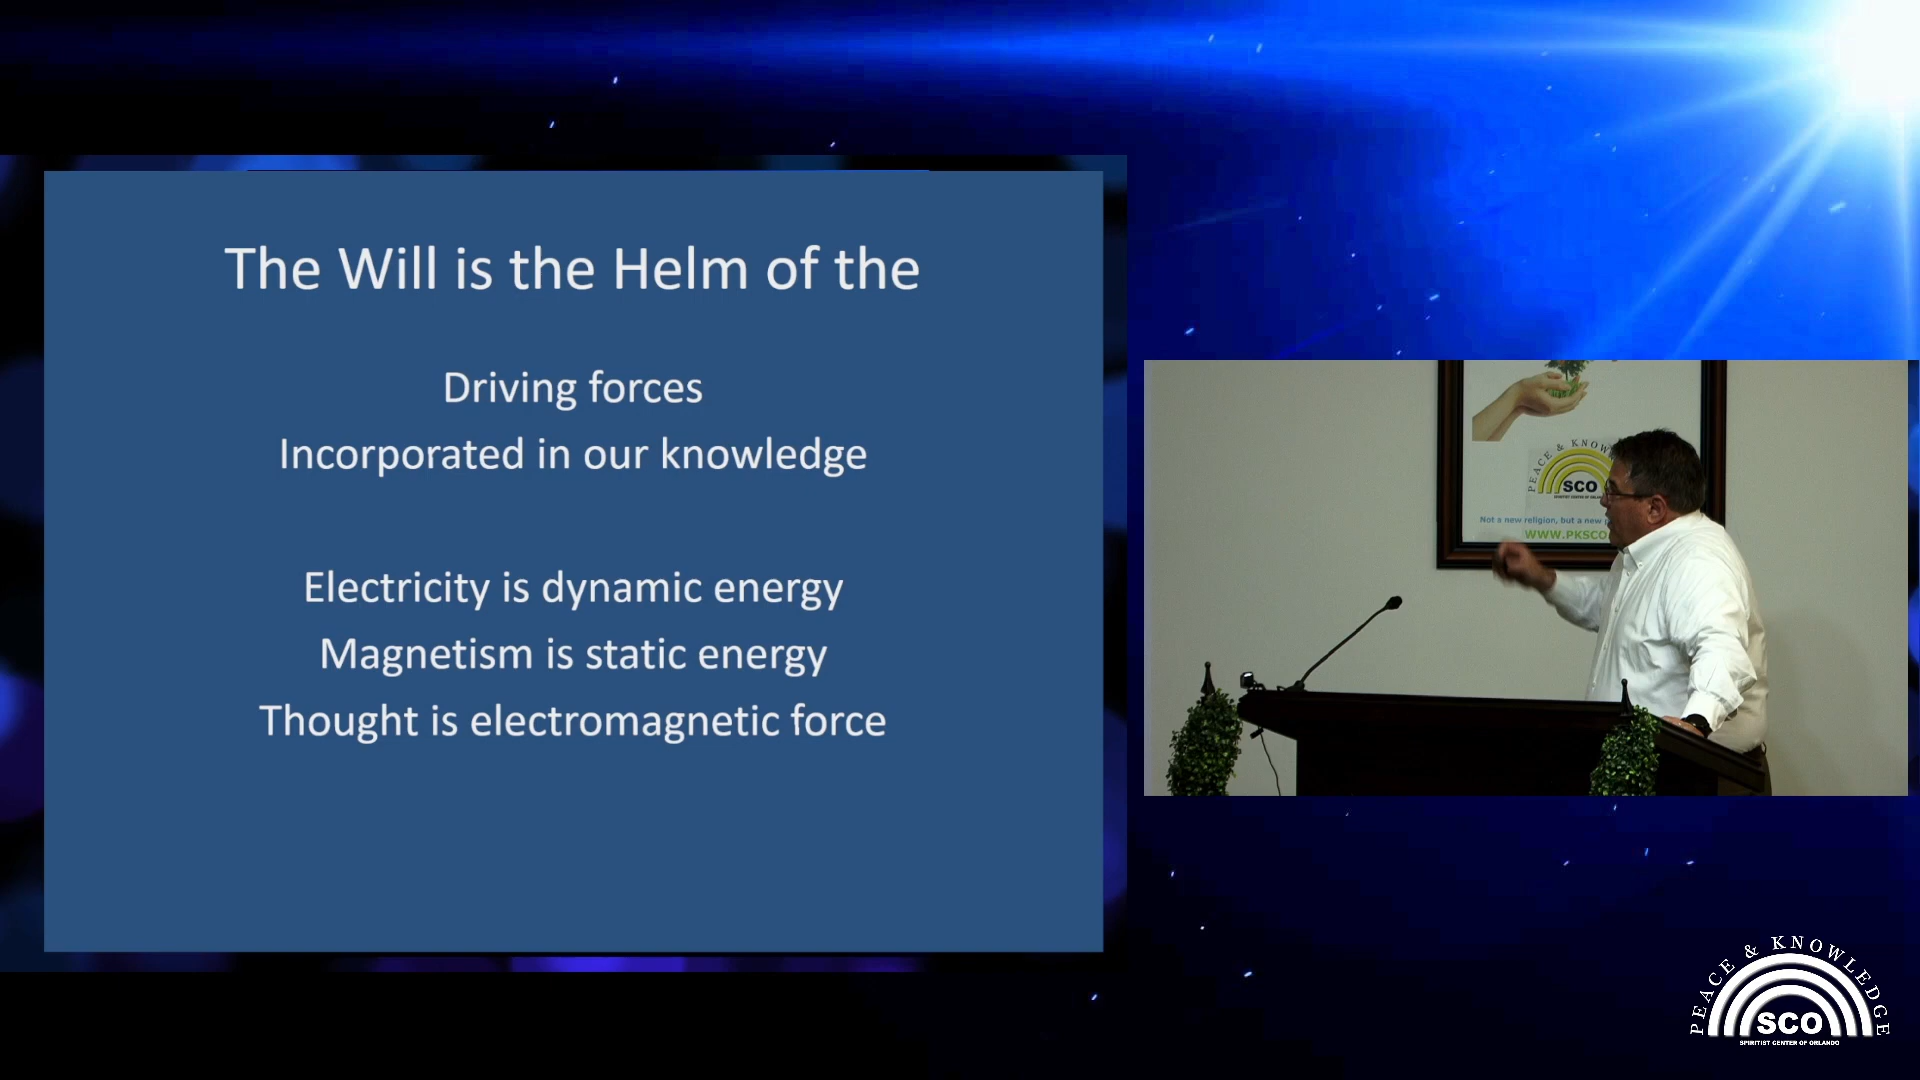 The Will is the Helm of the
Driving forces
Incorporated in our knowledge
Electricity is dynamic energy
Magnetism is static energy
Thought is electromagnetic force
PEACE & KNOW
SCO
Not a new religion, but a new
WWW.PKSCO
PEACE & KNOWLEDGE
SCO
SPIRITIST CENTER OF ORLANDO